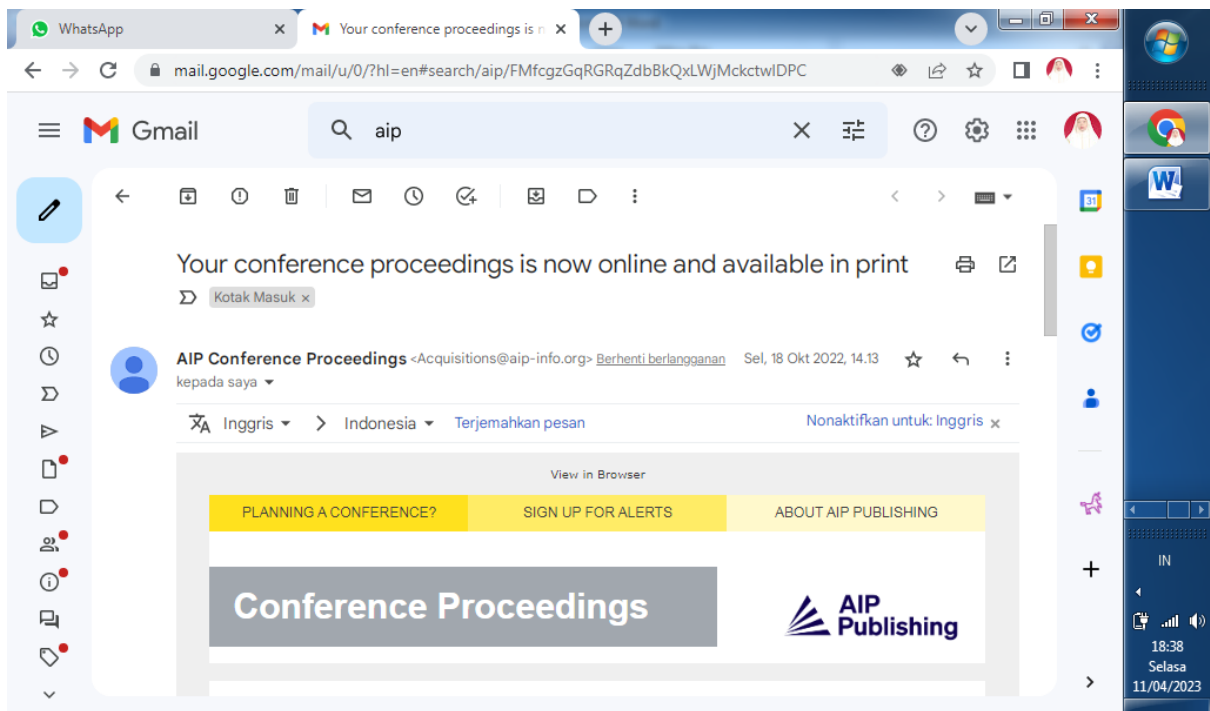 WhatsApp
Your conference proceedings is n
mail.google.com/mail/u/0/?hl=en#search/aip/FMfcgzGqRGRqZdbBkQxLWjMckctwIDPC
Gmail
aip
31
Your conference proceedings is now online and available in print
Kotak Masuk ×
AIP Conference Proceedings <Acquisitions@aip-info.org> Berhenti berlangganan Sel, 18 Okt 2022, 14.13
kepada saya
Inggris > Indonesia Terjemahkan pesan Nonaktifkan untuk: Inggris ×
View in Browser
PLANNING A CONFERENCE? SIGN UP FOR ALERTS ABOUT AIP PUBLISHING
Conference Proceedings
AIP
Publishing
W
IN
18:38
Selasa
11/04/2023